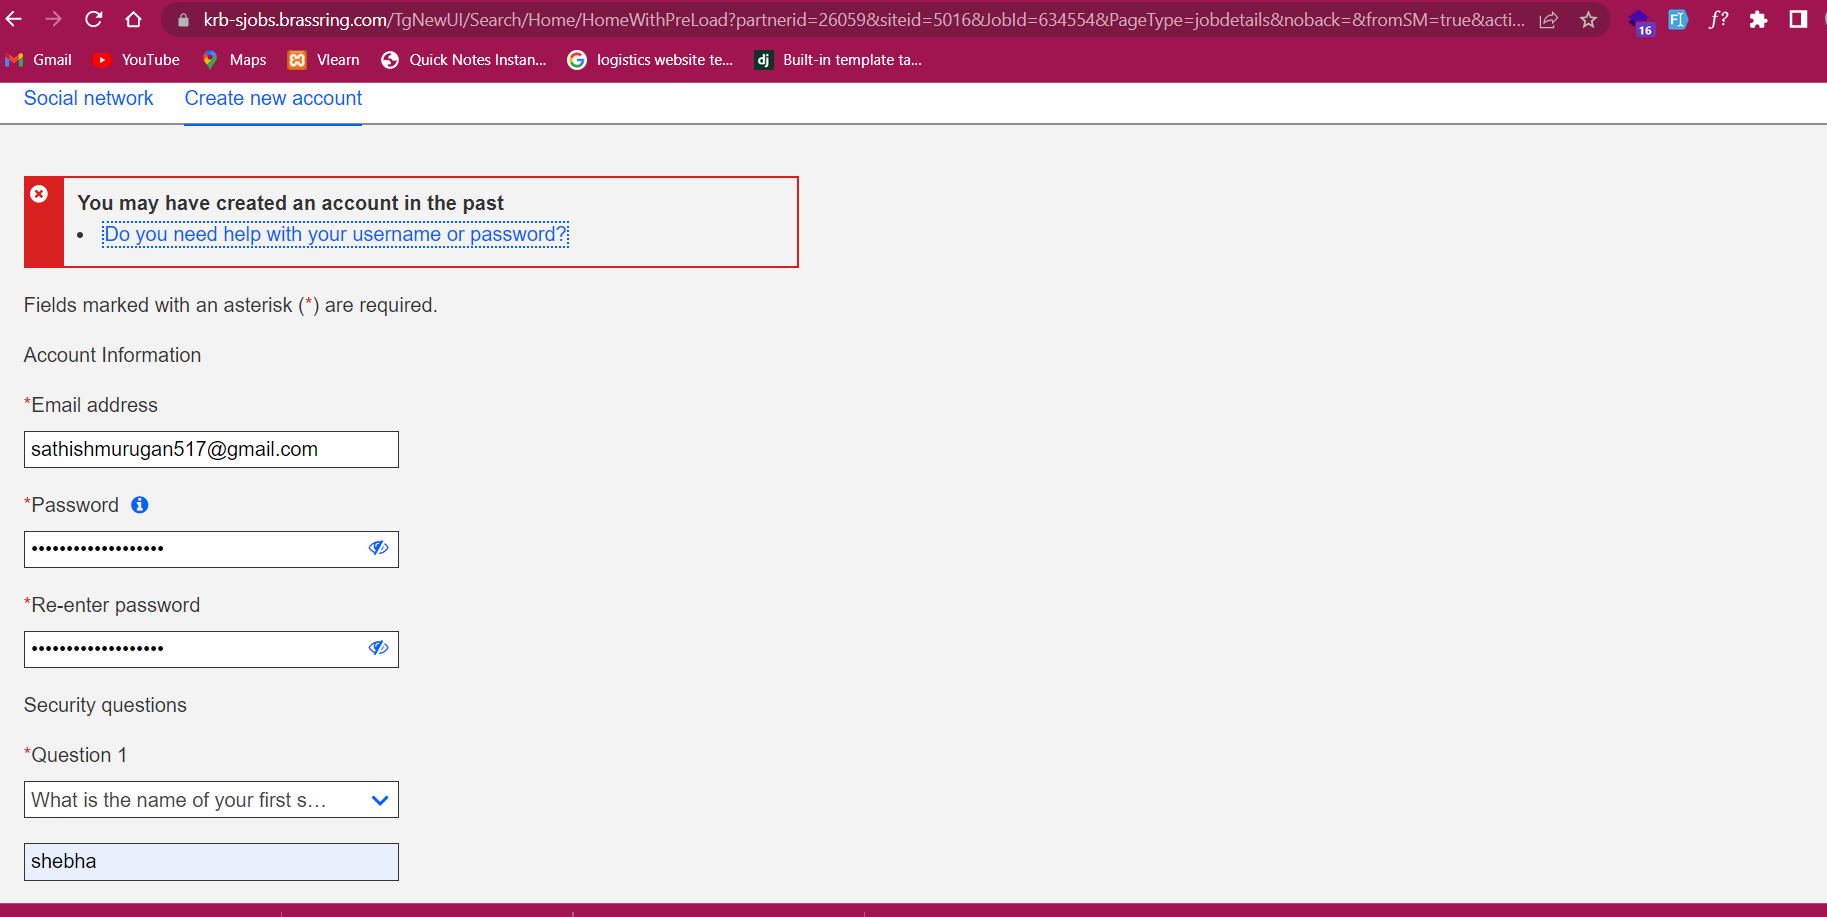 krb-sjobs.brassring.com/TgNewUI/Search/Home/HomeWithPreLoad?partnerid=26059&siteid=5016&JobId=634554&PageType=jobdetails&noback=&fromSM=true&acti...
16
FI
f?
Gmail YouTube Maps Vlearn Quick Notes Instan... logistics website te... dj Built-in template ta...
Social network Create new account
You may have created an account in the past
• Do you need help with your username or password?
Fields marked with an asterisk (*) are required.
Account Information
*Email address
sathishmurugan517@gmail.com
*Password
•••••••••••••••••••
*Re-enter password
•••••••••••••••••••
Security questions
*Question 1
What is the name of your first s...
shebha